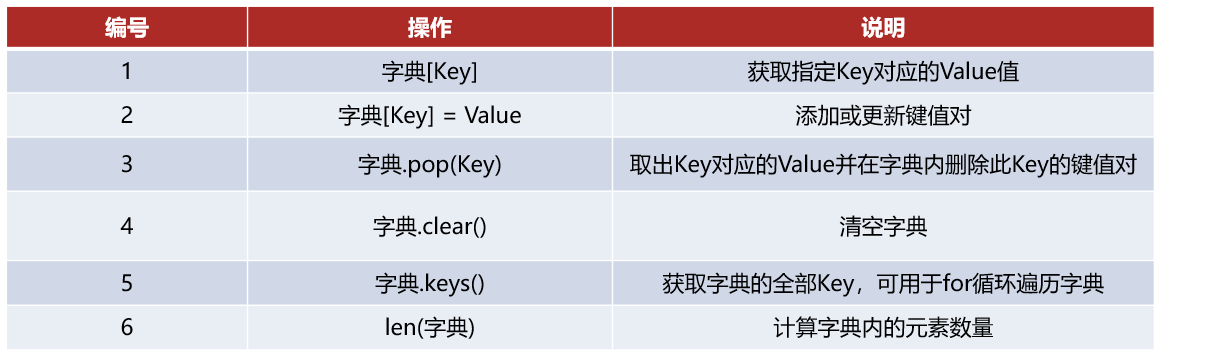 编号 操作 说明
1 字典[Key] 获取指定Key对应的Value值
2 字典[Key] = Value 添加或更新键值对
3 字典.pop(Key) 取出Key对应的Value并在字典内删除此Key的键值对
4 字典.clear() 清空字典
5 字典.keys() 获取字典的全部Key，可用于for循环遍历字典
6 len(字典) 计算字典内的元素数量